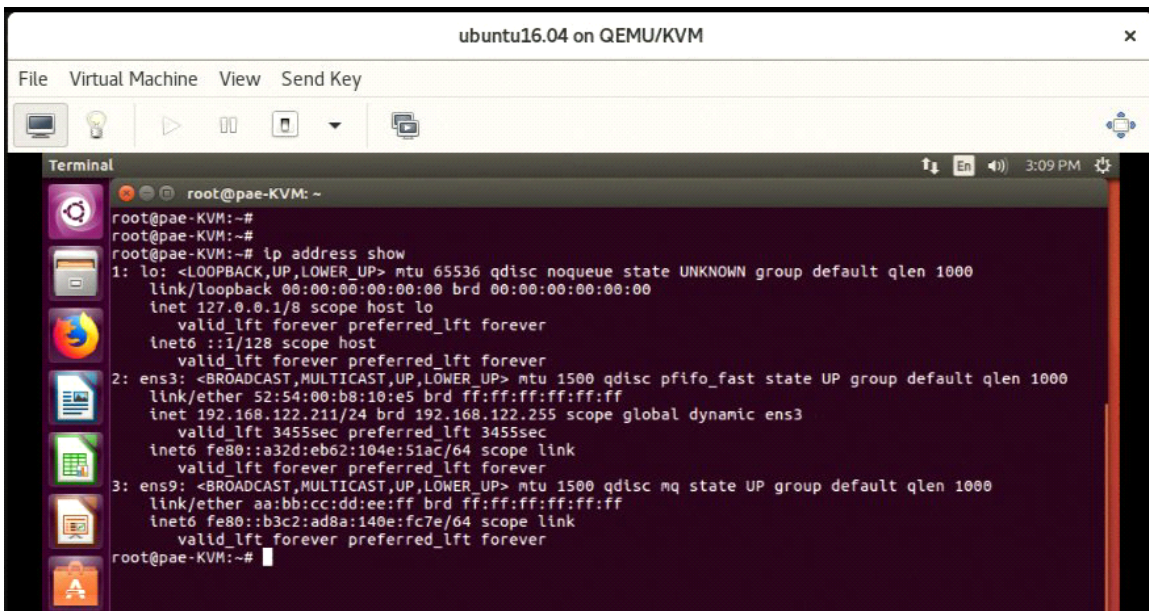 ubuntu16.04 on QEMU/KVM
File Virtual Machine View Send Key
Terminal En 3:09 PM
root@pae-KVM: ~
root@pae-KVM:~#
root@pae-KVM:~#
root@pae-KVM:~# ip address show
1: lo: <LOOPBACK,UP,LOWER_UP> mtu 65536 qdisc noqueue state UNKNOWN group default qlen 1000
link/loopback 00:00:00:00:00:00 brd 00:00:00:00:00:00
inet 127.0.0.1/8 scope host lo
valid_lft forever preferred_lft forever
inet6 ::1/128 scope host
valid_lft forever preferred_lft forever
2: ens3: <BROADCAST,MULTICAST,UP,LOWER_UP> mtu 1500 qdisc pfifo_fast state UP group default qlen 1000
link/ether 52:54:00:b8:10:e5 brd ff:ff:ff:ff:ff:ff
inet 192.168.122.211/24 brd 192.168.122.255 scope global dynamic ens3
valid_lft 3455sec preferred_lft 3455sec
inet6 fe80::a32d:eb62:104e:51ac/64 scope link
valid_lft forever preferred_lft forever
3: ens9: <BROADCAST,MULTICAST,UP,LOWER_UP> mtu 1500 qdisc mq state UP group default qlen 1000
link/ether aa:bb:cc:dd:ee:ff brd ff:ff:ff:ff:ff:ff
inet6 fe80::b3c2:ad8a:140e:fc7e/64 scope link
valid_lft forever preferred_lft forever
root@pae-KVM:~#